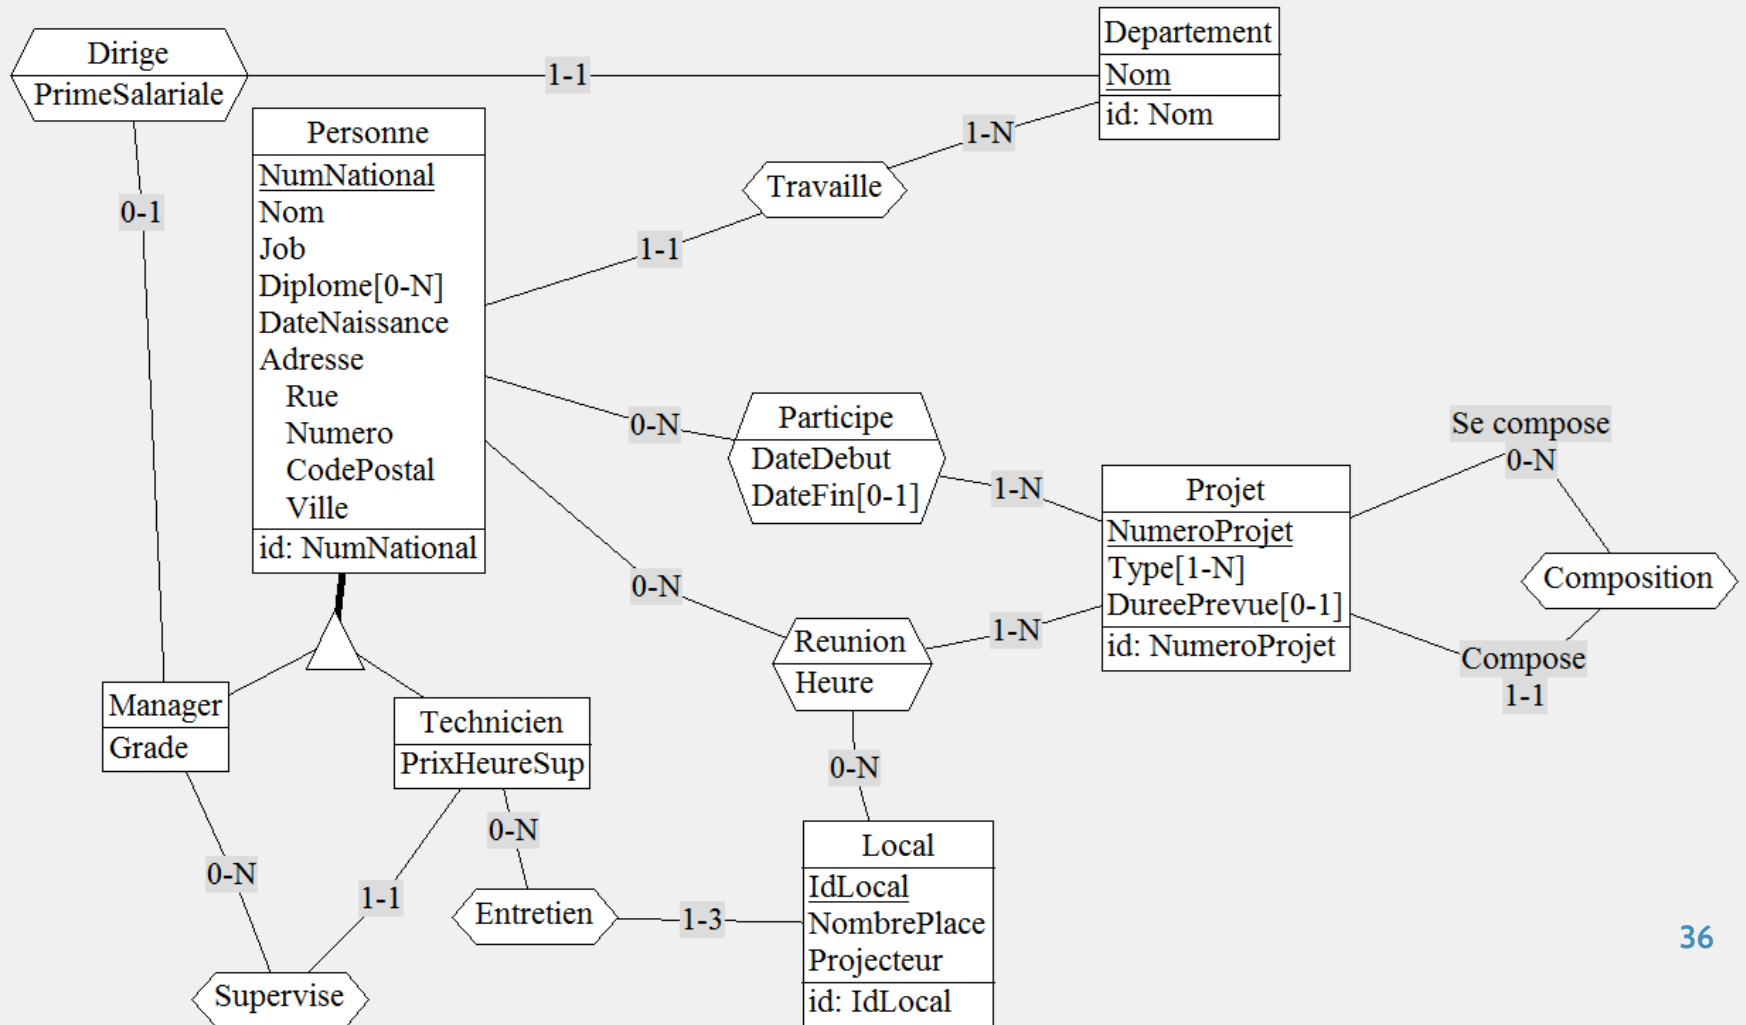 Dirige
PrimeSalariale
1-1
Departement
Nom
id: Nom
0-1
Personne
NumNational
Nom
Job
Diplome[0-N]
DateNaissance
Adresse
Rue
Numero
CodePostal
Ville
id: NumNational
1-N
Travaille
1-1
0-N
Participe
DateDebut
DateFin[0-1]
1-N
Projet
NumeroProjet
Type[1-N]
DureePrevue[0-1]
id: NumeroProjet
Se compose
0-N
Composition
Compose
1-1
0-N
Reunion
Heure
1-N
0-N
Manager
Grade
Technicien
PrixHeureSup
0-N
0-N
1-1
Entretien
1-3
Local
IdLocal
NombrePlace
Projecteur
id: IdLocal
Supervise
36